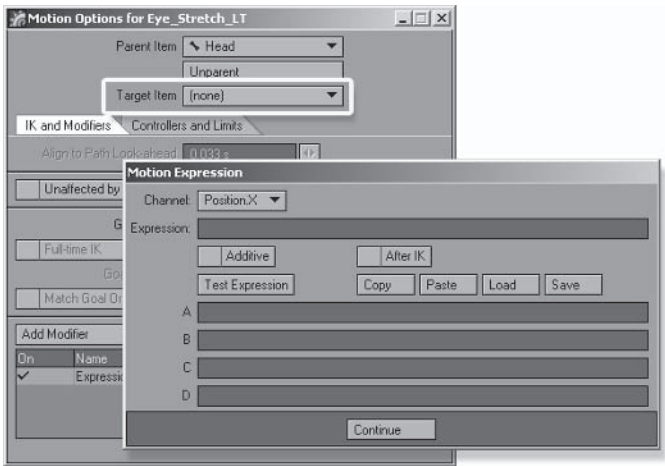 Motion Options for Eye_Stretch_LT
Parent Item Head
Unparent
Target Item (none)
IK and Modifiers Controllers and Limits
Align to Path Look-ahead 0.033 s
Unaffected by
G
Full-time IK
Go
Match Goal Or
Add Modifier
On Name
Expressio
Motion Expression
Channel: Position.X
Expression:
Additive After IK
Test Expression Copy Paste Load Save
A
B
C
D
Continue